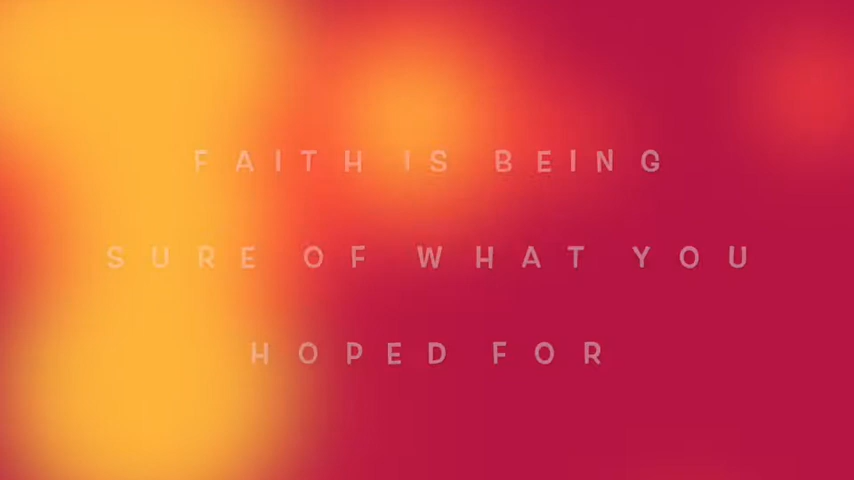 FAITH IS BEING
SURE OF WHAT YOU
HOPED FOR